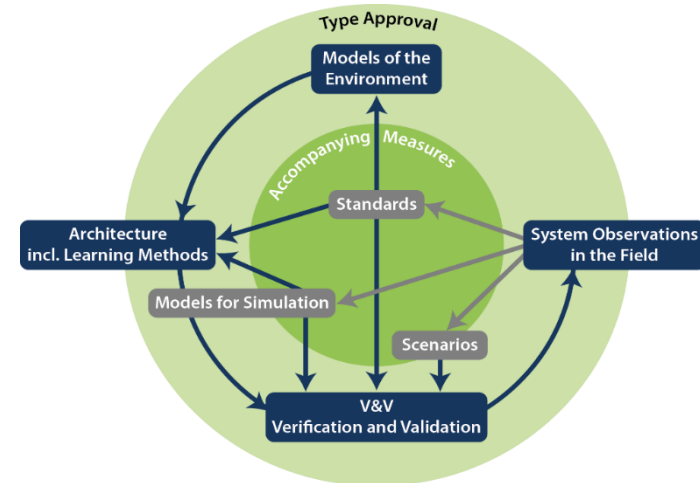 Type Approval
Models of the
Environment
Accompanying Measures
Standards
Architecture
incl. Learning Methods
System Observations
in the Field
Models for Simulation
Scenarios
V&V
Verification and Validation